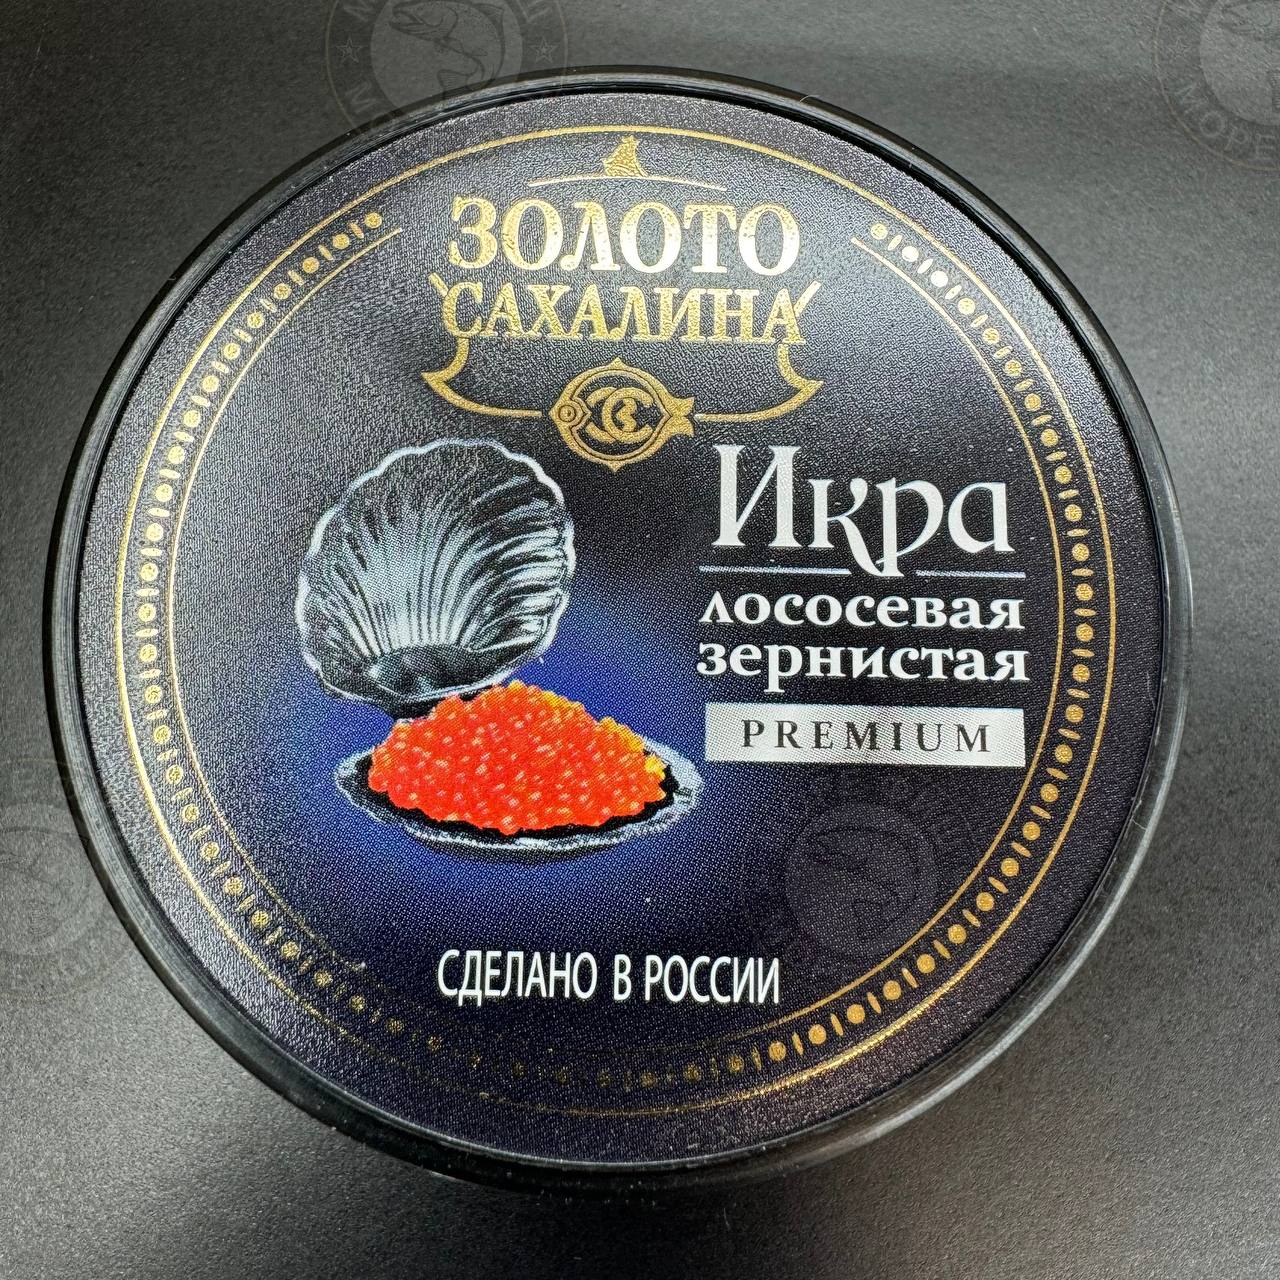 ЗОЛОТО
САХАЛИНА
Икра
лососевая
зернистая
PREMIUM
СДЕЛАНО В РОССИИ